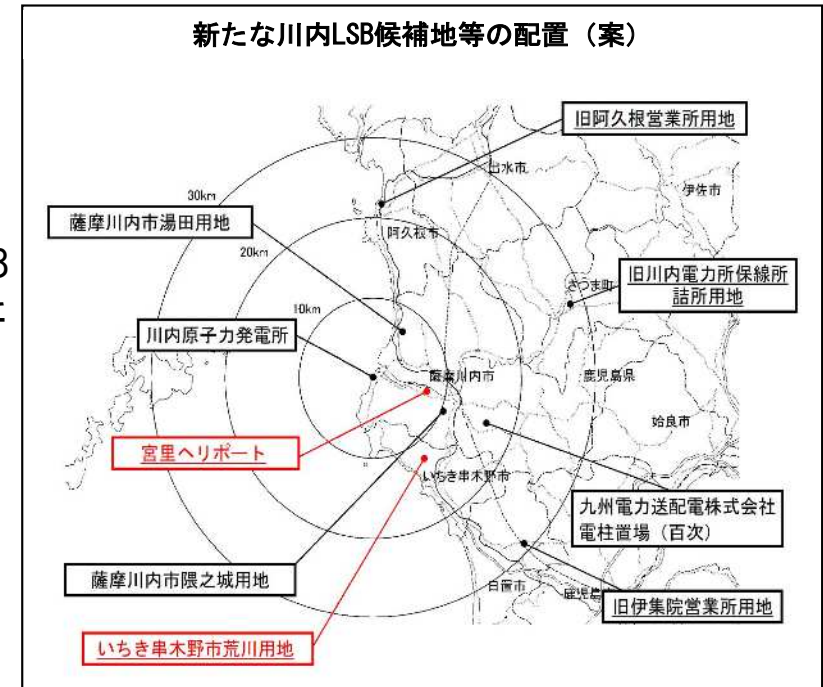 新たな川内LSB候補地等の配置（案）
旧阿久根営業所用地
出水市
伊佐市
30km
薩摩川内市湯田用地
阿久根市
20km
旧川内電力所保線所
詰所用地
さつま町
10km
川内原子力発電所
薩摩川内市
鹿児島県
姶良市
宮里ヘリポート
いちき串木野市
九州電力送配電株式会社
電柱置場（百次）
薩摩川内市隈之城用地
日置市
鹿児島
旧伊集院営業所用地
いちき串木野市荒川用地